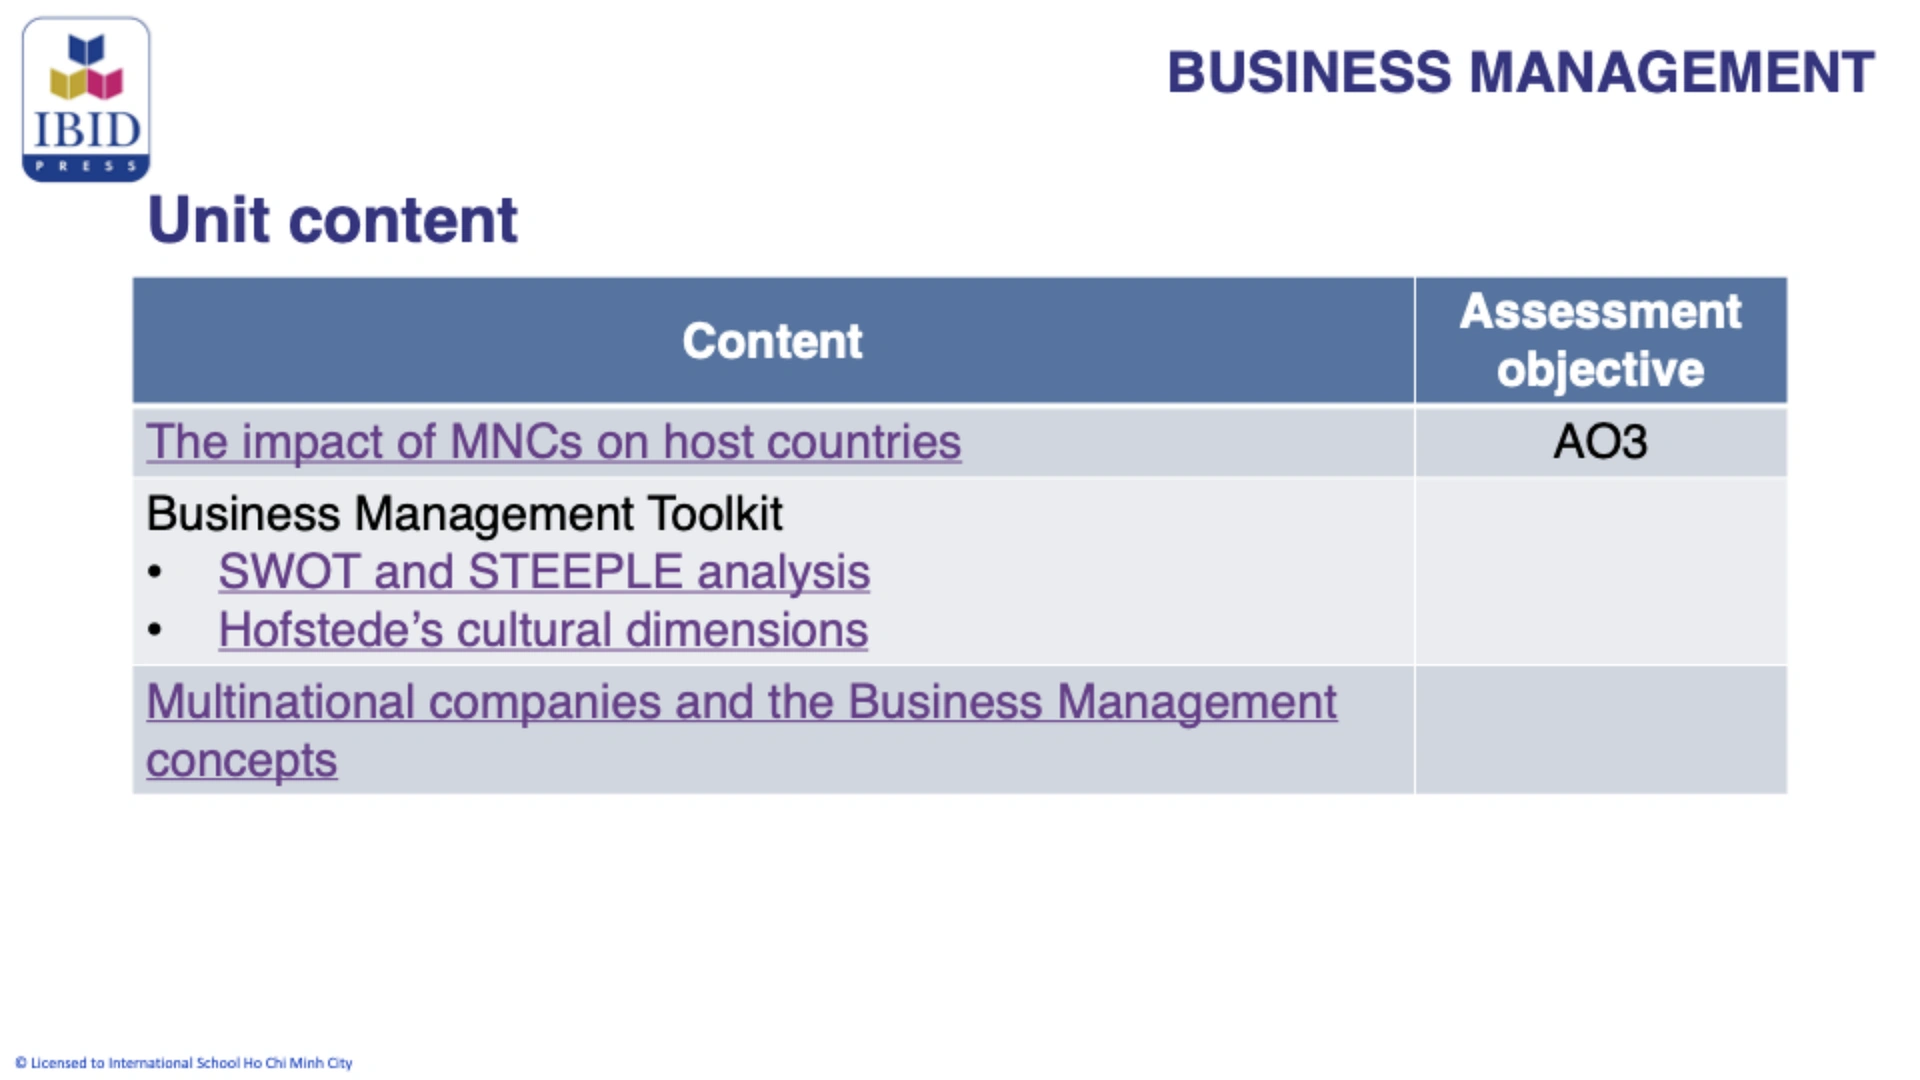 IBID
PRESS
BUSINESS MANAGEMENT
Unit content
Content
Assessment
objective
The impact of MNCs on host countries
AO3
Business Management Toolkit
• SWOT and STEEPLE analysis
• Hofstede’s cultural dimensions
Multinational companies and the Business Management
concepts
© Licensed to International School Ho Chi Minh City